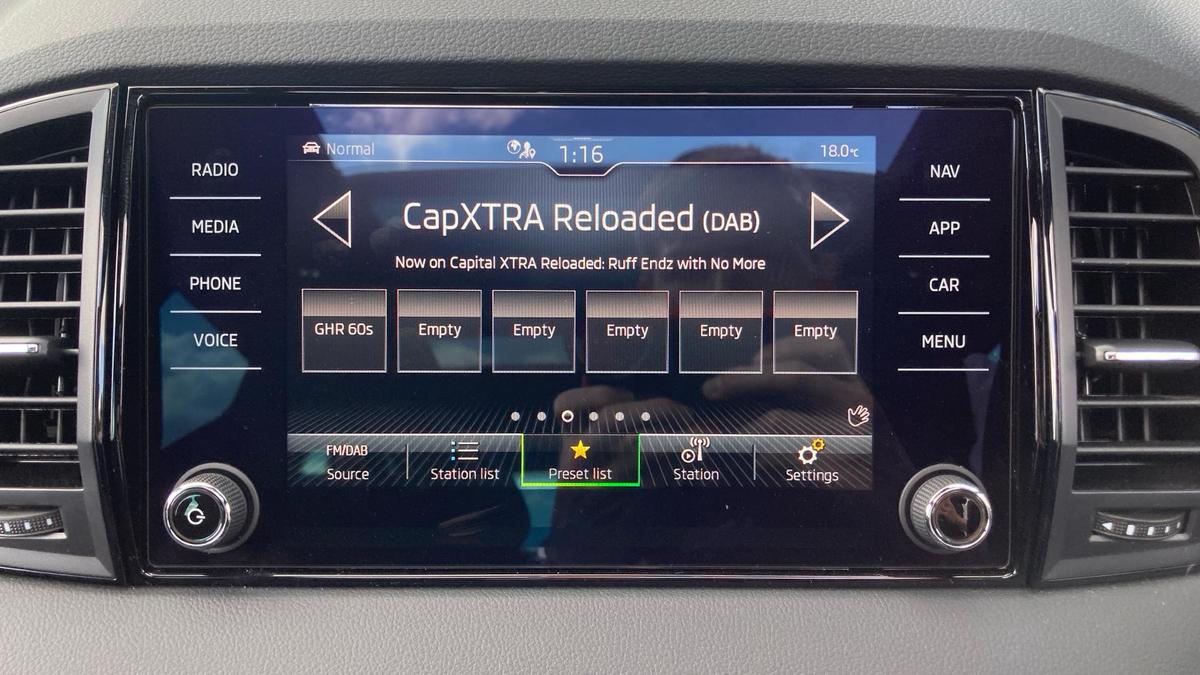 RADIO
MEDIA
PHONE
VOICE
Normal
1:16
18.0°C
CapXTRA Reloaded (DAB)
Now on Capital XTRA Reloaded: Ruff Endz with No More
GHR 60s
Empty
Empty
Empty
Empty
Empty
FM/DAB
Source
Station list
Preset list
Station
Settings
NAV
APP
CAR
MENU